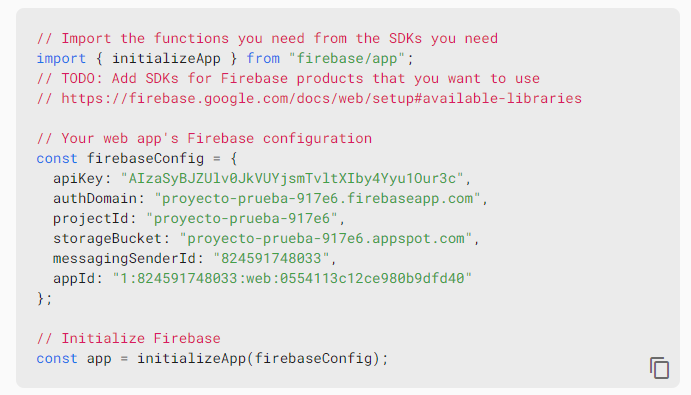 // Import the functions you need from the SDKs you need
import { initializeApp } from "firebase/app";
// TODO: Add SDKs for Firebase products that you want to use
// https://firebase.google.com/docs/web/setup#available-libraries
// Your web app's Firebase configuration
const firebaseConfig = {
apiKey: "AIzaSyBJZUlv0JkVUYjsmTvltXIby4Yyu1Our3c",
authDomain: "proyecto-prueba-917e6.firebaseapp.com",
projectId: "proyecto-prueba-917e6",
storageBucket: "proyecto-prueba-917e6.appspot.com",
messagingSenderId: "824591748033",
appId: "1:824591748033:web:0554113c12ce980b9dfd40"
};
// Initialize Firebase
const app = initializeApp(firebaseConfig);